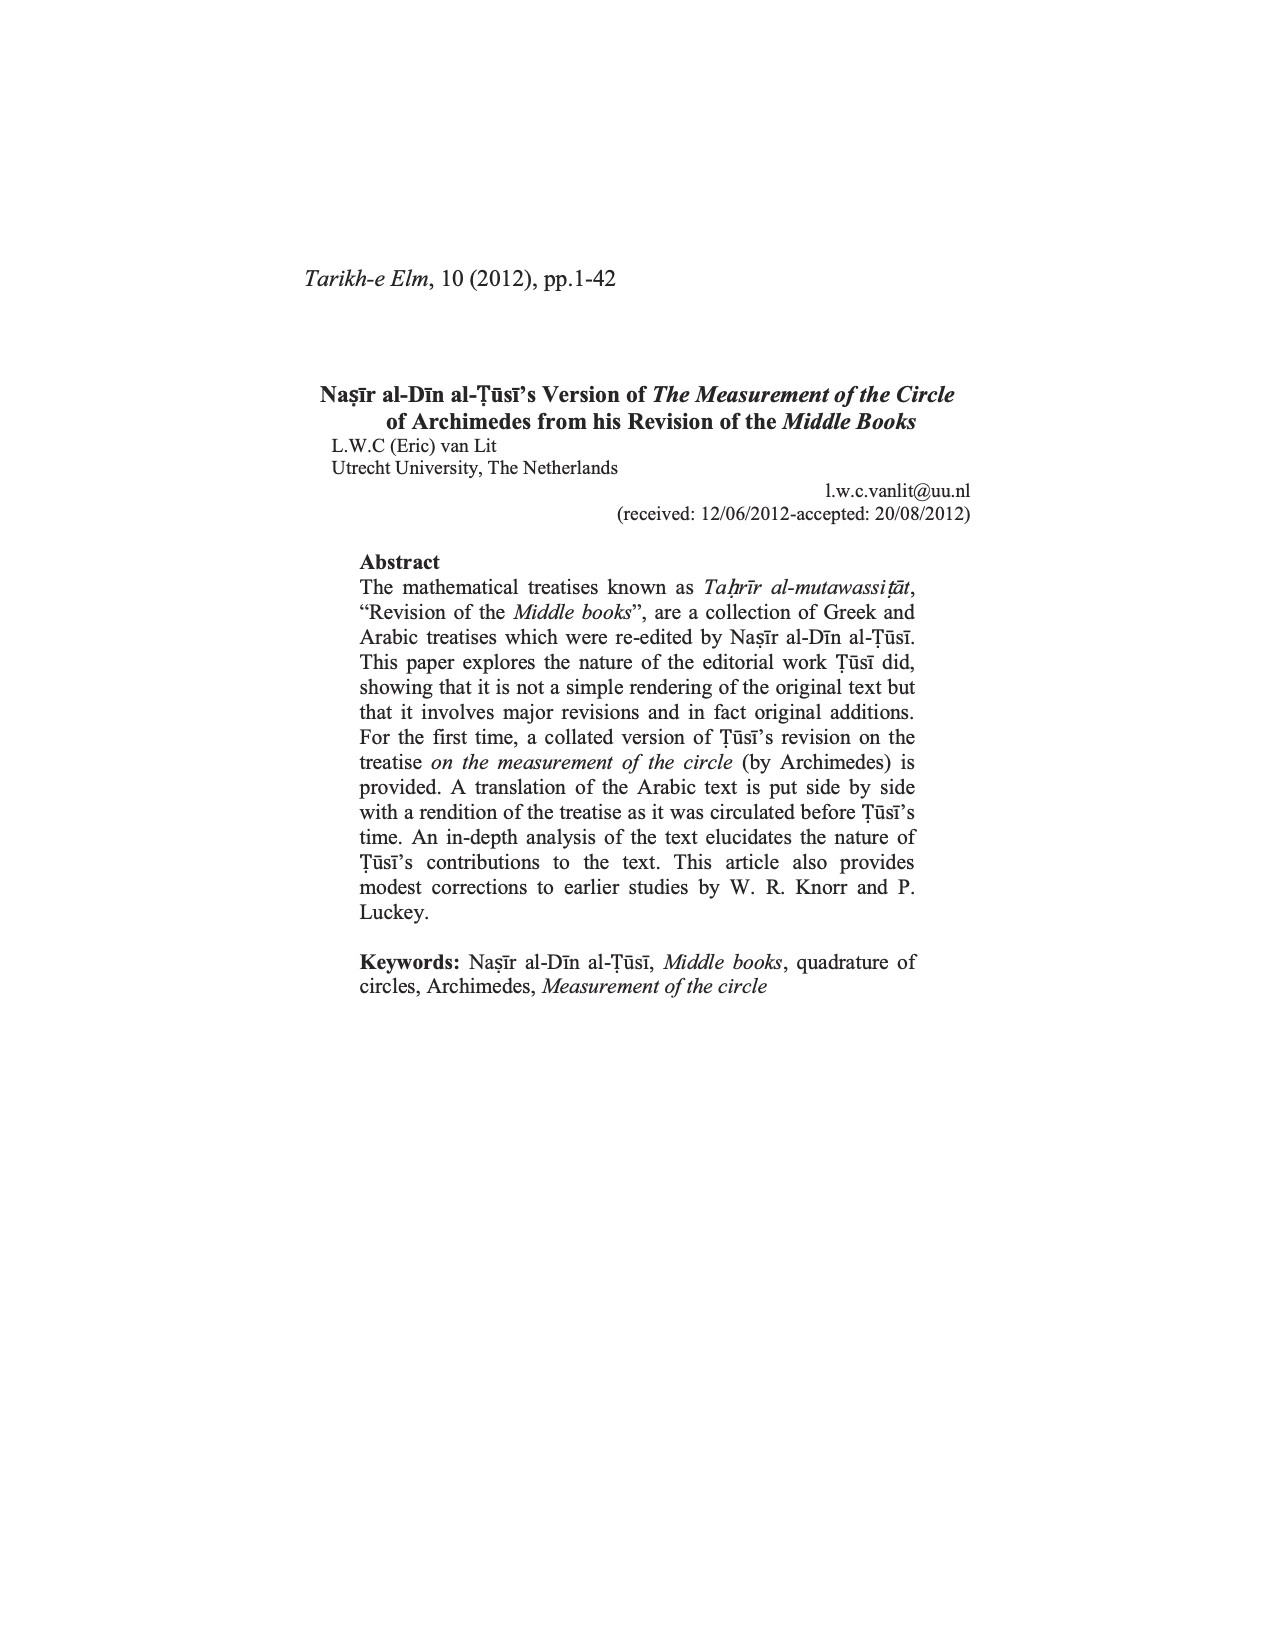 Tarikh-e Elm, 10 (2012), pp.1-42
Naṣīr al-Dīn al-Ṭūsī’s Version of The Measurement of the Circle
of Archimedes from his Revision of the Middle Books
L.W.C (Eric) van Lit
Utrecht University, The Netherlands
l.w.c.vanlit@uu.nl
(received: 12/06/2012-accepted: 20/08/2012)
Abstract
The mathematical treatises known as Taḥrīr al-mutawassiṭāt,
“Revision of the Middle books”, are a collection of Greek and
Arabic treatises which were re-edited by Naṣīr al-Dīn al-Ṭūsī.
This paper explores the nature of the editorial work Ṭūsī did,
showing that it is not a simple rendering of the original text but
that it involves major revisions and in fact original additions.
For the first time, a collated version of Ṭūsī’s revision on the
treatise on the measurement of the circle (by Archimedes) is
provided. A translation of the Arabic text is put side by side
with a rendition of the treatise as it was circulated before Ṭūsī’s
time. An in-depth analysis of the text elucidates the nature of
Ṭūsī’s contributions to the text. This article also provides
modest corrections to earlier studies by W. R. Knorr and P.
Luckey.
Keywords: Naṣīr al-Dīn al-Ṭūsī, Middle books, quadrature of
circles, Archimedes, Measurement of the circle